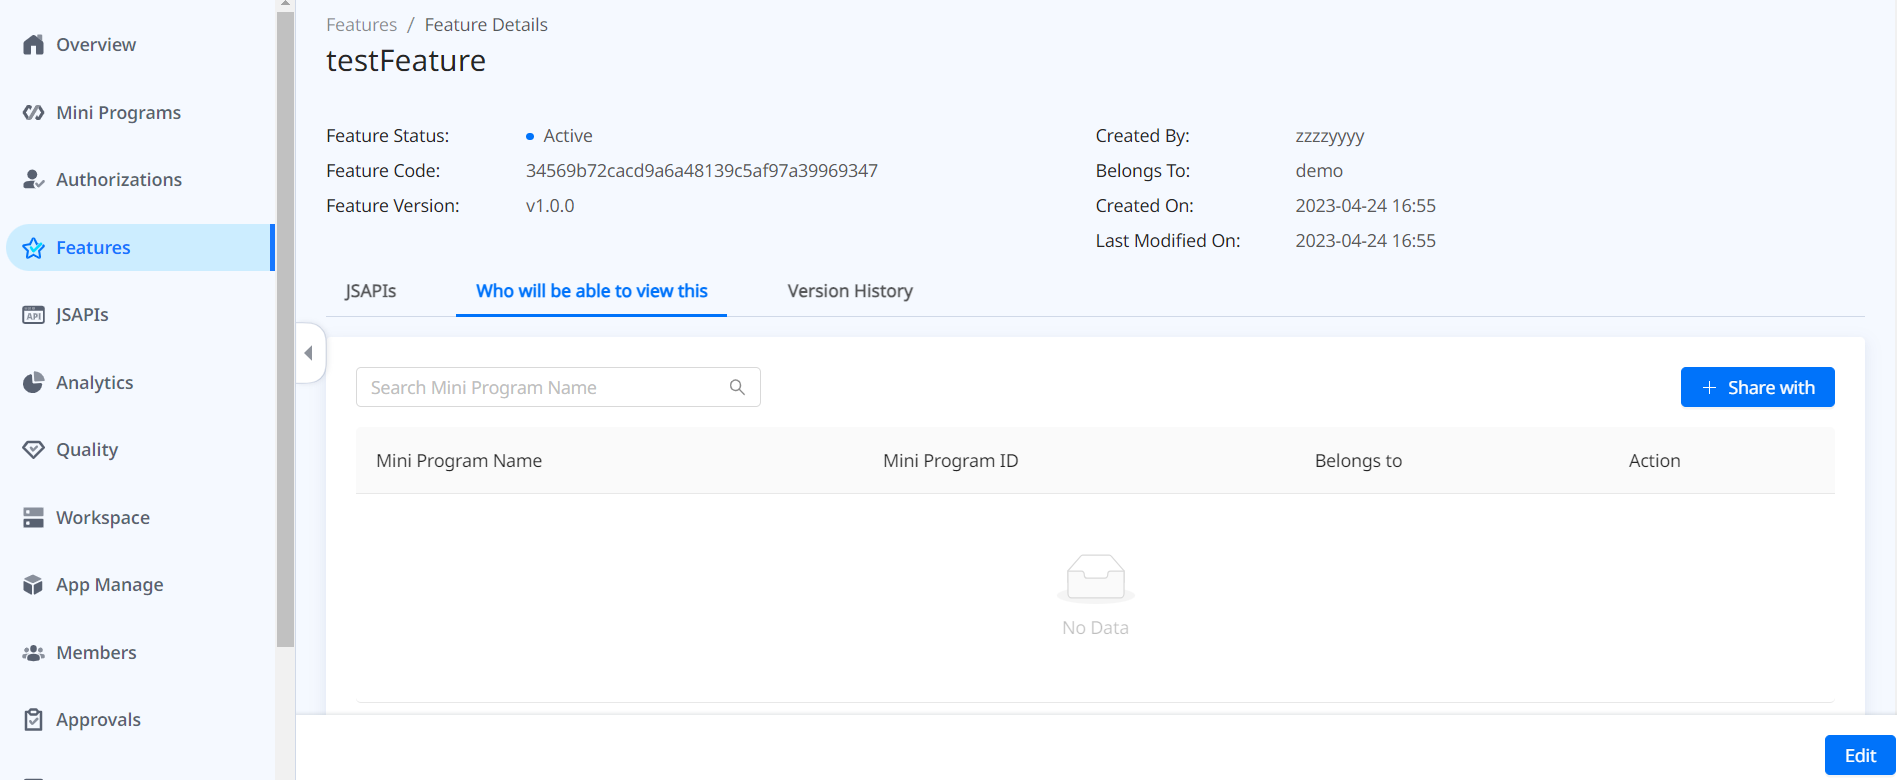 Overview
Mini Programs
Authorizations
Features
JSAPIs
Analytics
Quality
Workspace
App Manage
Members
Approvals
Features / Feature Details
testFeature
Feature Status: Active
Feature Code: 34569b72cacd9a6a48139c5af97a39969347
Feature Version: v1.0.0
Created By: zzzzyyyy
Belongs To: demo
Created On: 2023-04-24 16:55
Last Modified On: 2023-04-24 16:55
JSAPIs Who will be able to view this Version History
Search Mini Program Name
+ Share with
Mini Program Name Mini Program ID Belongs to Action
No Data
Edit